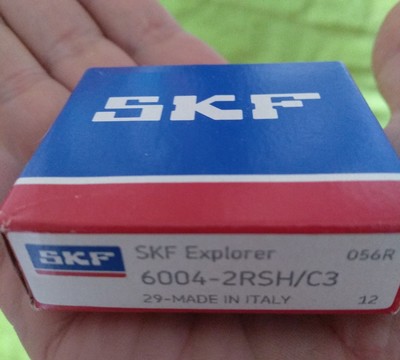 SKF
SKF SKF Explorer 056R
6004-2RSH/C3
29-MADE IN ITALY 12